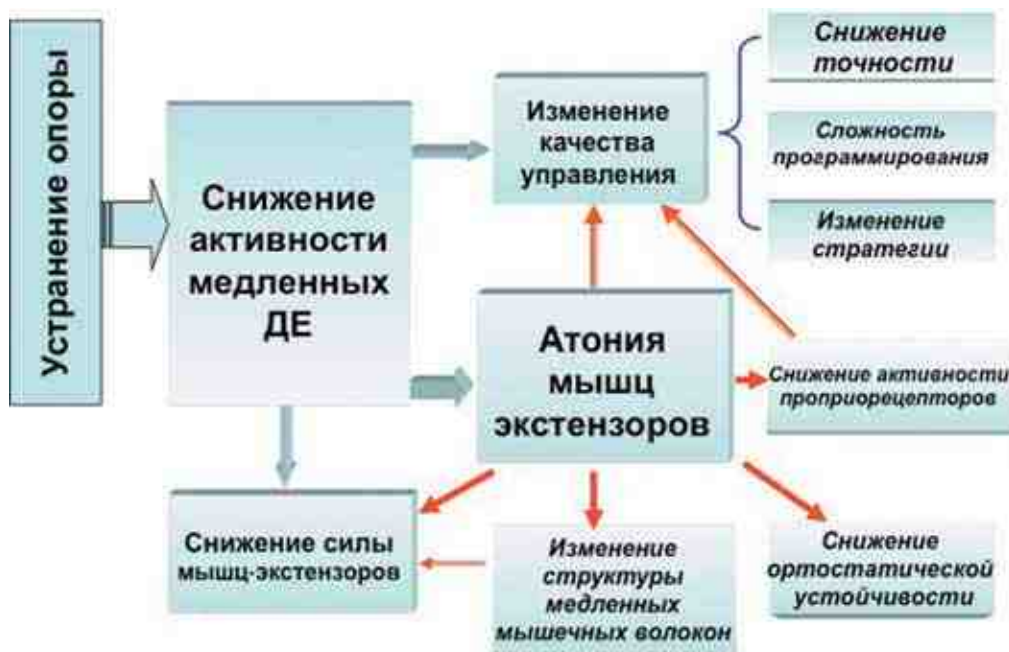 Устранение опоры
Снижение
активности
медленных
ДЕ
Изменение
качества
управления
Снижение
точности
Сложность
программирования
Изменение
стратегии
Атония
мышц
экстензоров
Снижение активности
проприорецепторов
Снижение силы
мышц-экстензоров
Изменение
структуры
медленных
мышечных волокон
Снижение
ортостатической
устойчивости